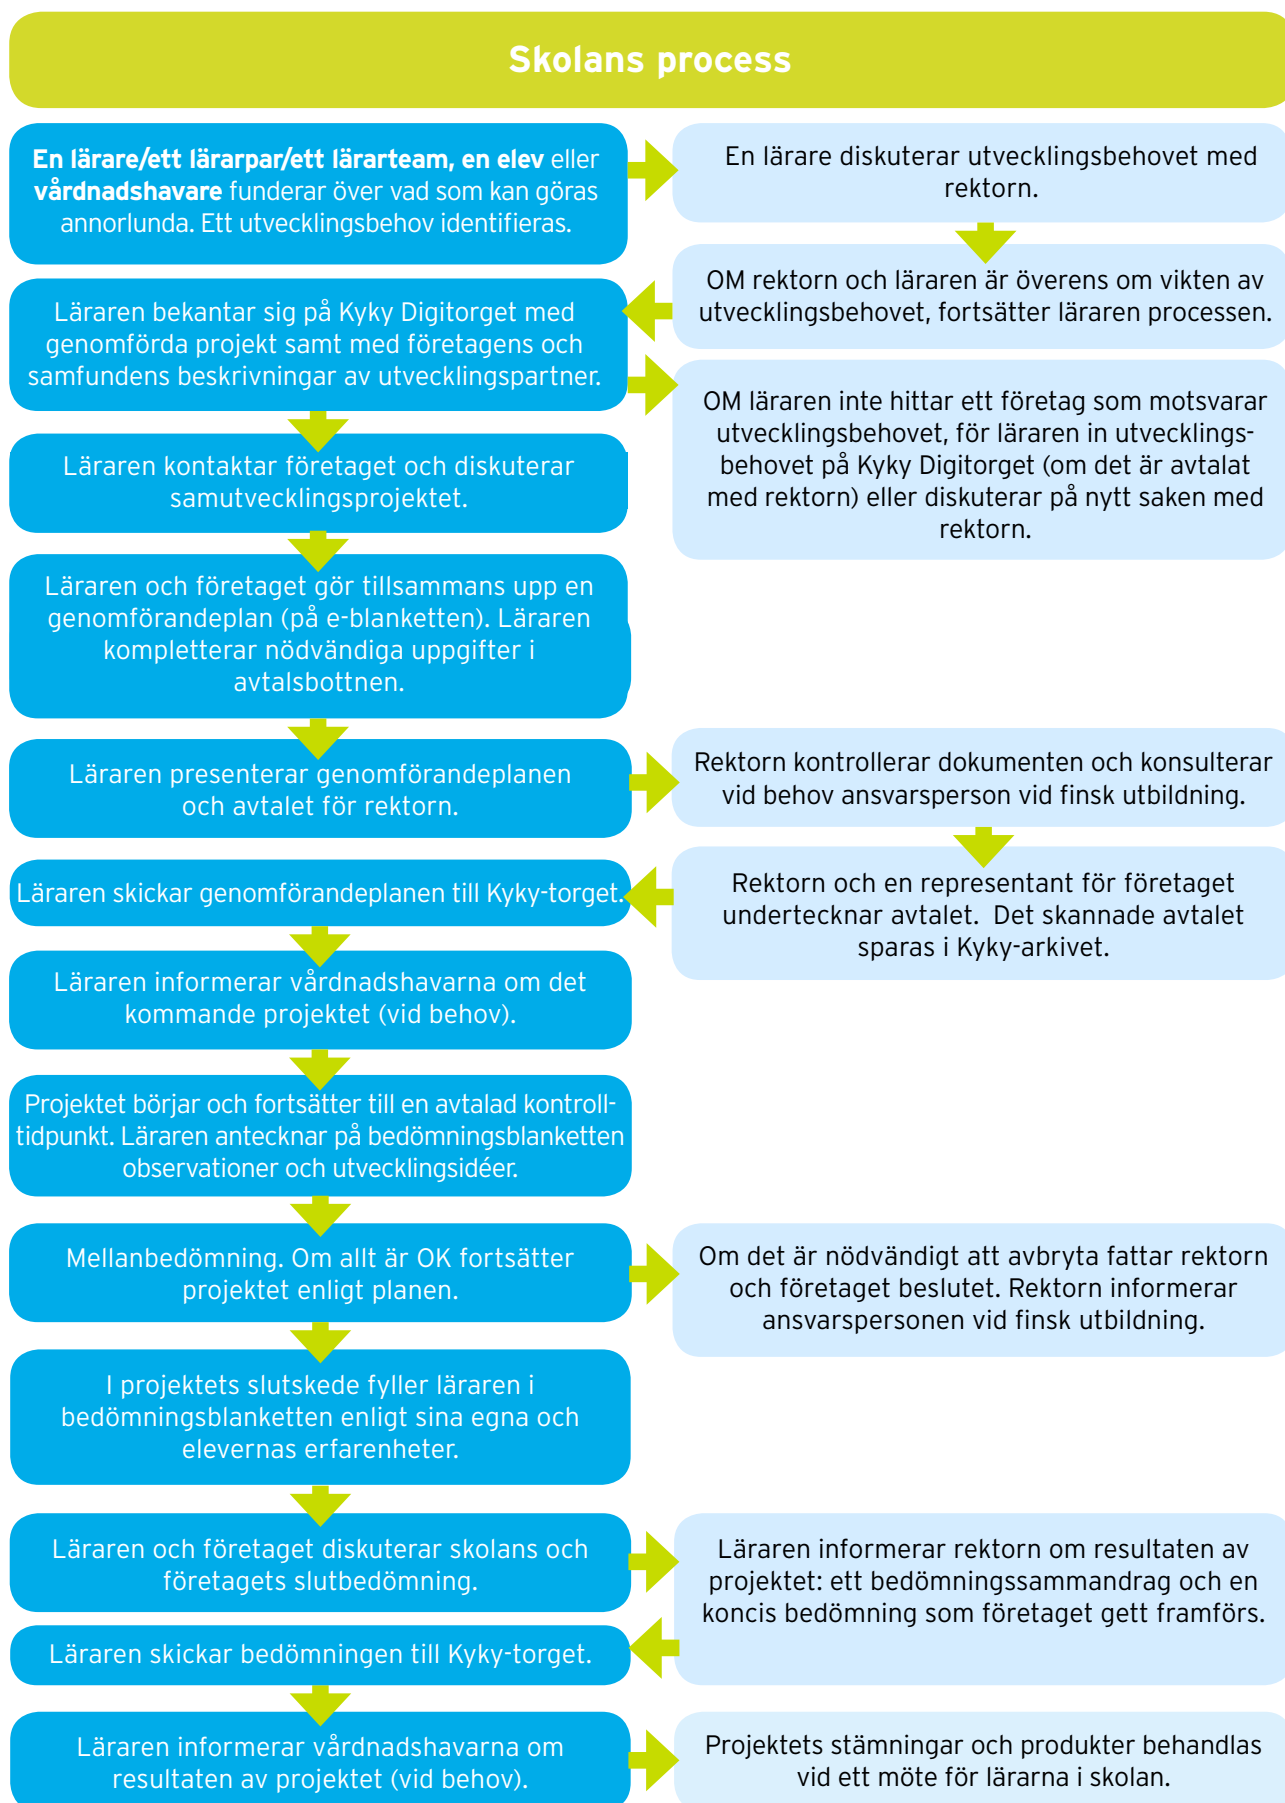 Skolans process
En lärare/ett lärarpar/ett lärarteam, en elev eller
vårdnadshavare funderar över vad som kan göras
annorlunda. Ett utvecklingsbehov identifieras.
En lärare diskuterar utvecklingsbehovet med
rektorn.
OM rektorn och läraren är överens om vikten av
utvecklingsbehovet, fortsätter läraren processen.
Läraren bekantar sig på Kyky Digitorget med
genomförda projekt samt med företagens och
samfundens beskrivningar av utvecklingspartner.
OM läraren inte hittar ett företag som motsvarar
utvecklingsbehovet, för läraren in utvecklings-
behovet på Kyky Digitorget (om det är avtalat
med rektorn) eller diskuterar på nytt saken med
rektorn.
Läraren kontaktar företaget och diskuterar
samutvecklingsprojektet.
Läraren och företaget gör tillsammans upp en
genomförandeplan (på e-blanketten). Läraren
kompletterar nödvändiga uppgifter i
avtalsbottnen.
Läraren presenterar genomförandeplanen
och avtalet för rektorn.
Rektorn kontrollerar dokumenten och konsulterar
vid behov ansvarsperson vid finsk utbildning.
Rektorn och en representant för företaget
undertecknar avtalet. Det skannade avtalet
sparas i Kyky-arkivet.
Läraren skickar genomförandeplanen till Kyky-torget.
Läraren informerar vårdnadshavarna om det
kommande projektet (vid behov).
Projektet börjar och fortsätter till en avtalad kontroll-
tidpunkt. Läraren antecknar på bedömningsblanketten
observationer och utvecklingsidéer.
Mellanbedömning. Om allt är OK fortsätter
projektet enligt planen.
Om det är nödvändigt att avbryta fattar rektorn
och företaget beslutet. Rektorn informerar
ansvarspersonen vid finsk utbildning.
I projektets slutskede fyller läraren i
bedömningsblanketten enligt sina egna och
elevernas erfarenheter.
Läraren och företaget diskuterar skolans och
företagets slutbedömning.
Läraren informerar rektorn om resultaten av
projektet: ett bedömningssammandrag och en
koncis bedömning som företaget gett framförs.
Läraren skickar bedömningen till Kyky-torget.
Läraren informerar vårdnadshavarna om
resultaten av projektet (vid behov).
Projektets stämningar och produkter behandlas
vid ett möte för lärarna i skolan.